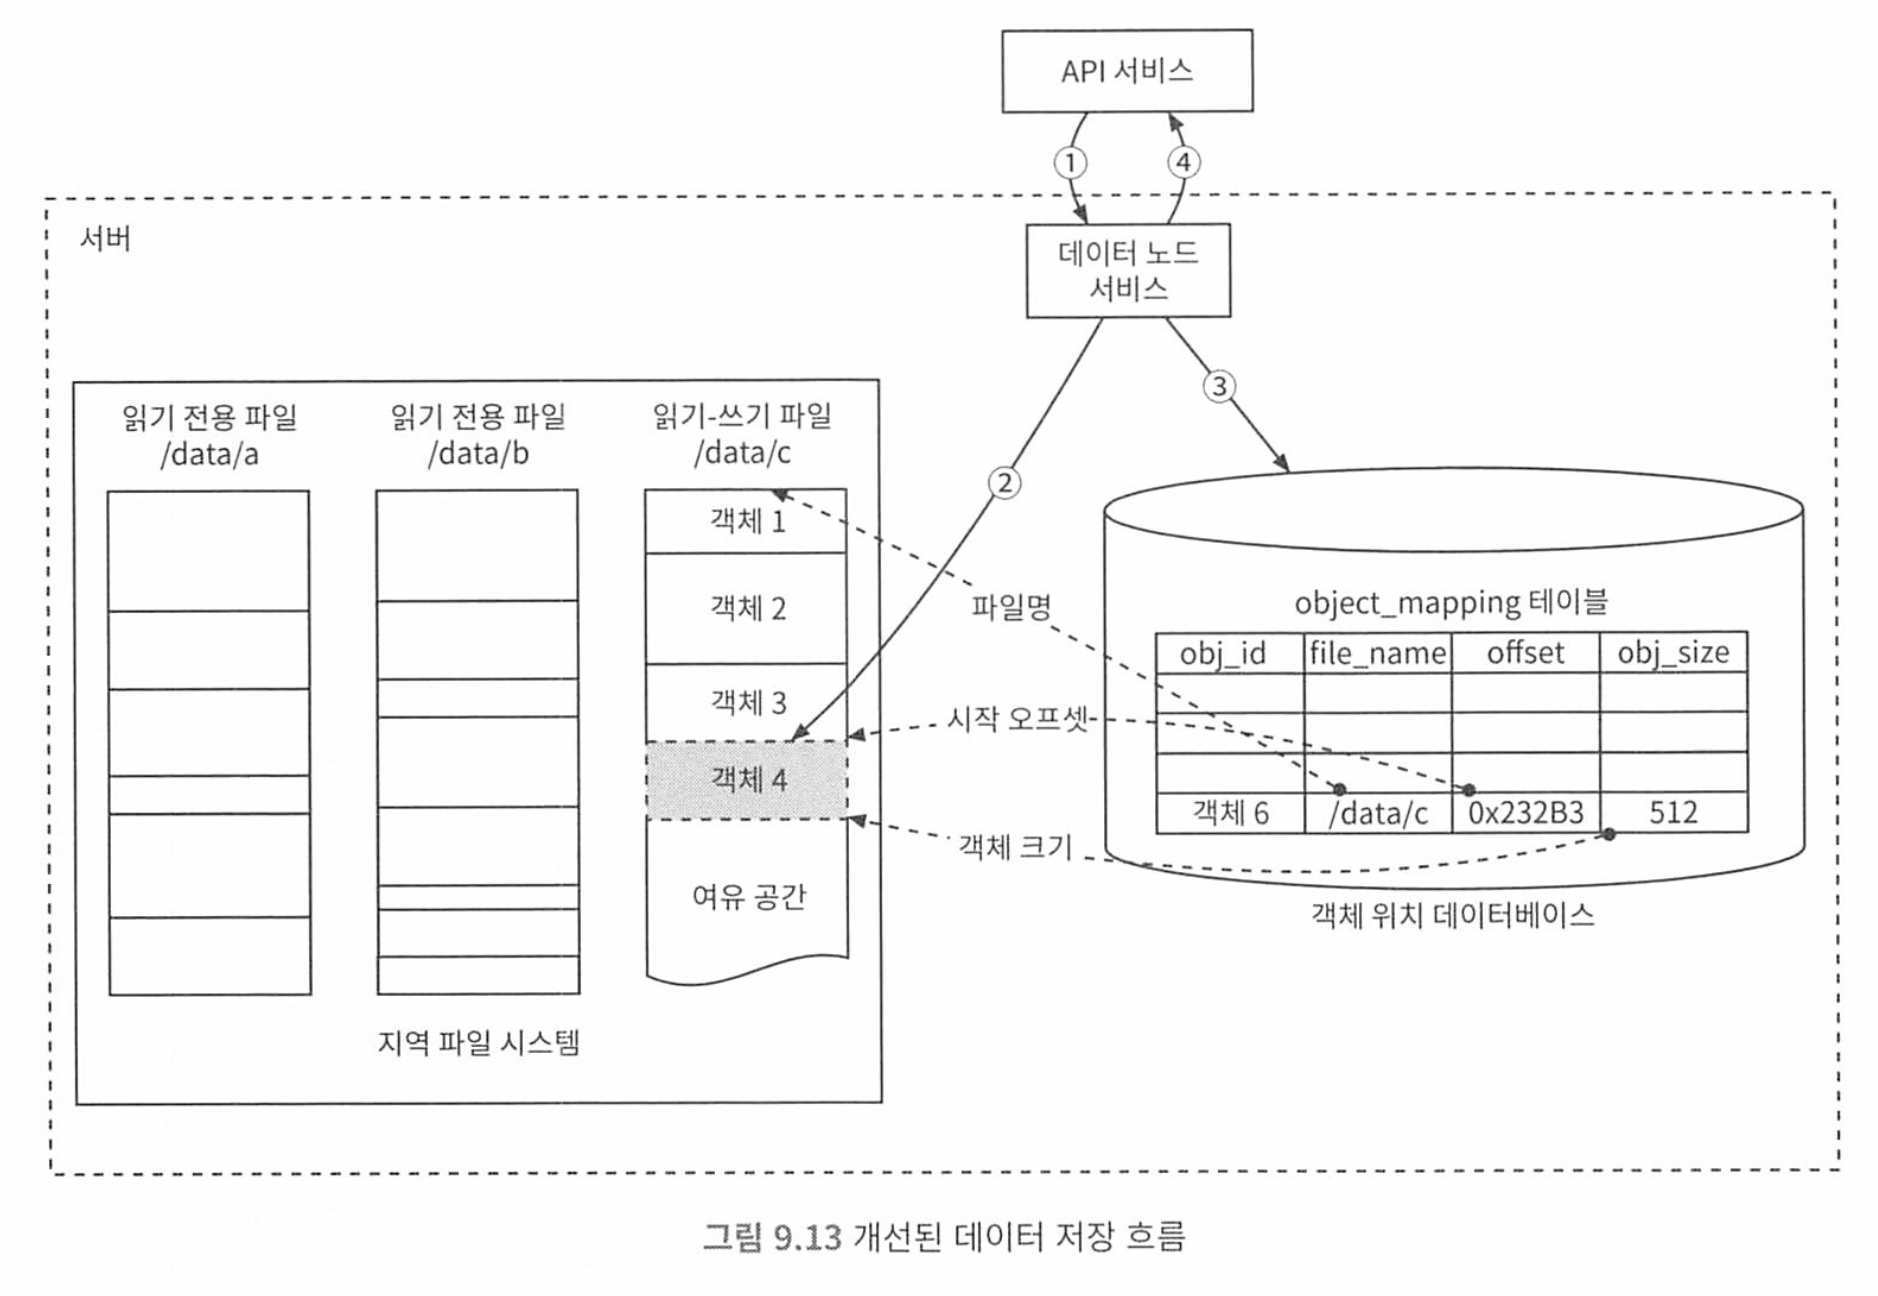 API 서비스
①
④
서버
데이터 노드
서비스
③
②
읽기 전용 파일
/data/a
읽기 전용 파일
/data/b
읽기-쓰기 파일
/data/c
객체 1
객체 2
객체 3
객체 4
여유 공간
지역 파일 시스템
파일명
시작 오프셋
객체 크기
object_mapping 테이블
obj_id file_name offset obj_size
객체 6 /data/c 0x232B3 512
객체 위치 데이터베이스
그림 9.13 개선된 데이터 저장 흐름